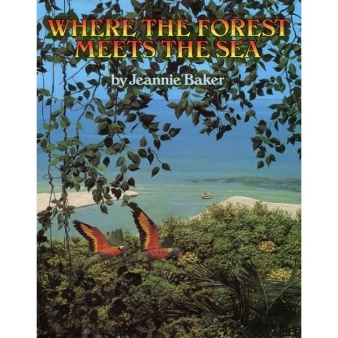 WHERE THE FOREST
MEETS THE SEA
by Jeannie Baker